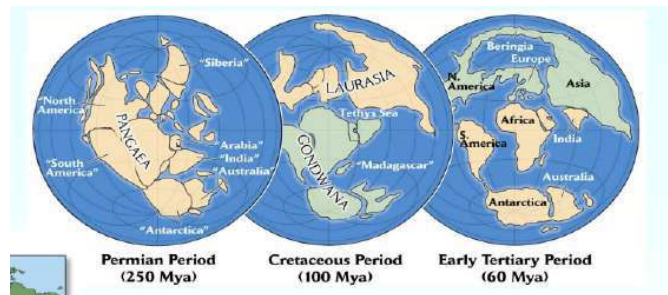 "Siberia"
"North
America"
PANGAEA
"South
America"
"Arabia"
"India"
"Australia"
"Antarctica"
Permian Period
(250 Mya)
LAURASIA
Tethys Sea
GONDWANA
"Madagascar"
Cretaceous Period
(100 Mya)
Beringia
Europe
N.
America
Asia
Africa
S.
America
India
Australia
Antarctica
Early Tertiary Period
(60 Mya)